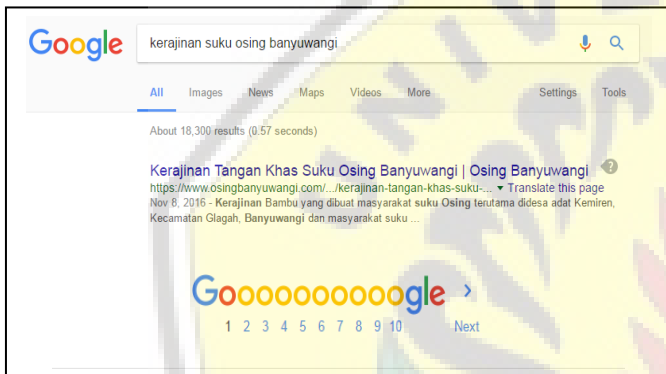 Google kerajinan suku osing banyuwangi
All Images News Maps Videos More Settings Tools
About 18,300 results (0.57 seconds)
Kerajinan Tangan Khas Suku Osing Banyuwangi | Osing Banyuwangi ?
https://www.osingbanyuwangi.com/.../kerajinan-tangan-khas-suku-... ▼ Translate this page
Nov 8, 2016 - Kerajinan Bambu yang dibuat masyarakat suku Osing terutama didesa adat Kemiren,
Kecamatan Glagah, Banyuwangi dan masyarakat suku ...
Goooooooooogle >
1 2 3 4 5 6 7 8 9 10 Next
UNIV